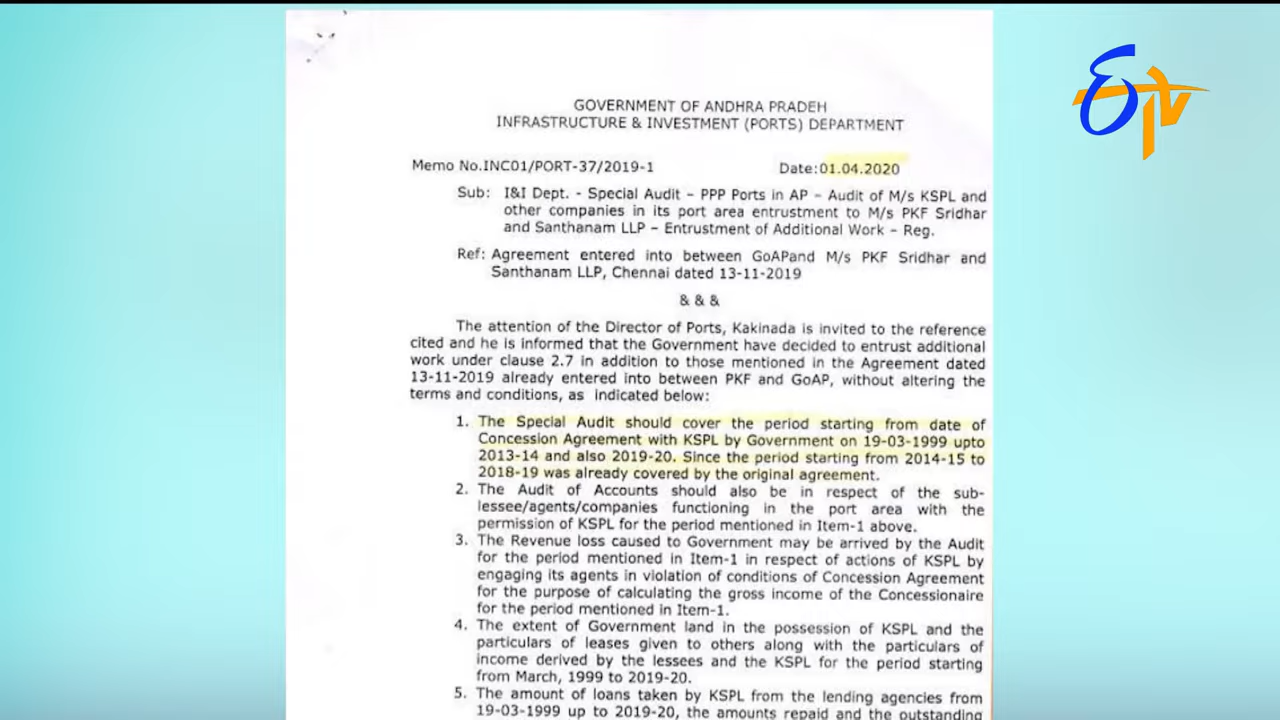 ETV
GOVERNMENT OF ANDHRA PRADEH
INFRASTRUCTURE & INVESTMENT (PORTS) DEPARTMENT
Memo No.INC01/PORT-37/2019-1 Date:01.04.2020
Sub: I&I Dept. - Special Audit – PPP Ports in AP – Audit of M/s KSPL and
other companies in its port area entrustment to M/s PKF Sridhar
and Santhanam LLP – Entrustment of Additional Work – Reg.
Ref: Agreement entered into between GoAPand M/s PKF Sridhar and
Santhanam LLP, Chennai dated 13-11-2019
& & &
The attention of the Director of Ports, Kakinada is invited to the reference
cited and he is informed that the Government have decided to entrust additional
work under clause 2.7 in addition to those mentioned in the Agreement dated
13-11-2019 already entered into between PKF and GoAP, without altering the
terms and conditions, as indicated below:
1. The Special Audit should cover the period starting from date of
Concession Agreement with KSPL by Government on 19-03-1999 upto
2013-14 and also 2019-20. Since the period starting from 2014-15 to
2018-19 was already covered by the original agreement.
2. The Audit of Accounts should also be in respect of the sub-
lessee/agents/companies functioning in the port area with the
permission of KSPL for the period mentioned in Item-1 above.
3. The Revenue loss caused to Government may be arrived by the Audit
for the period mentioned in Item-1 in respect of actions of KSPL by
engaging its agents in violation of conditions of Concession Agreement
for the purpose of calculating the gross income of the Concessionaire
for the period mentioned in Item-1.
4. The extent of Government land in the possession of KSPL and the
particulars of leases given to others along with the particulars of
income derived by the lessees and the KSPL for the period starting
from March, 1999 to 2019-20.
5. The amount of loans taken by KSPL from the lending agencies from
19-03-1999 up to 2019-20, the amounts repaid and the outstanding